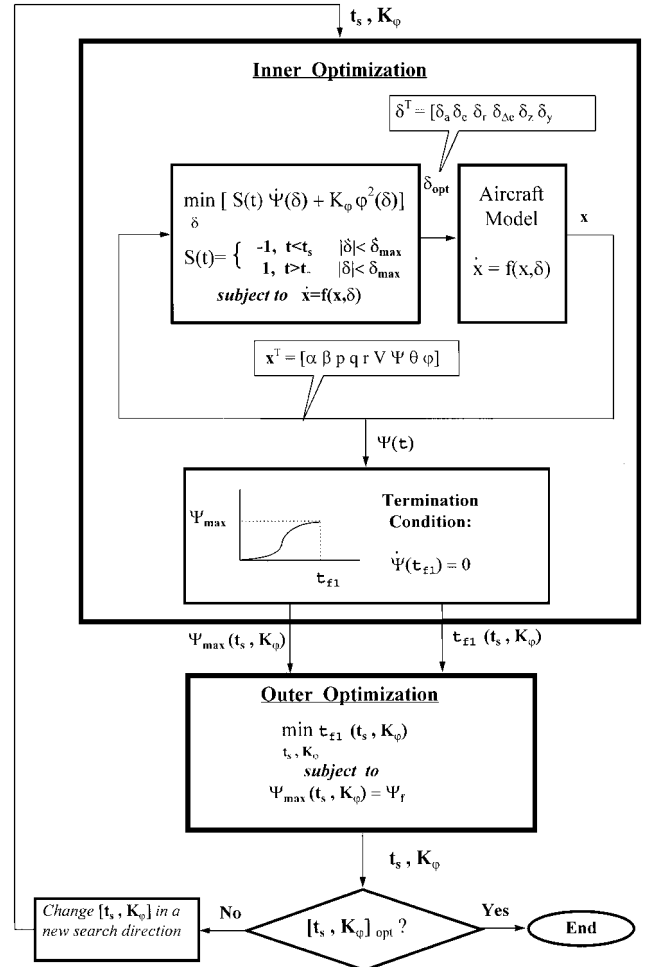 t_s , K_φ
Inner Optimization
δ^T = [δ_a δ_e δ_r δ_Δe δ_z δ_y
min [ S(t) Ψ̇(δ) + K_φ φ²(δ)]
δ
S(t)= { -1, t<t_s |δ|< δ̇_max
1, t>t_s |δ|< δ_max
subject to ẋ=f(x,δ)
δ_opt
Aircraft
Model
ẋ = f(x,δ)
x
x^T = [α β p q r V Ψ θ φ]
Ψ(t)
Ψ_max
t_f1
Termination
Condition:
Ψ̇(t_f1) = 0
Ψ_max (t_s , K_φ)
t_f1 (t_s , K_φ)
Outer Optimization
min t_f1 (t_s , K_φ)
t_s , K_φ
subject to
Ψ_max (t_s , K_φ) = Ψ_f
t_s , K_φ
Change [t_s , K_φ] in a
new search direction
No
[t_s , K_φ] opt ?
Yes
End